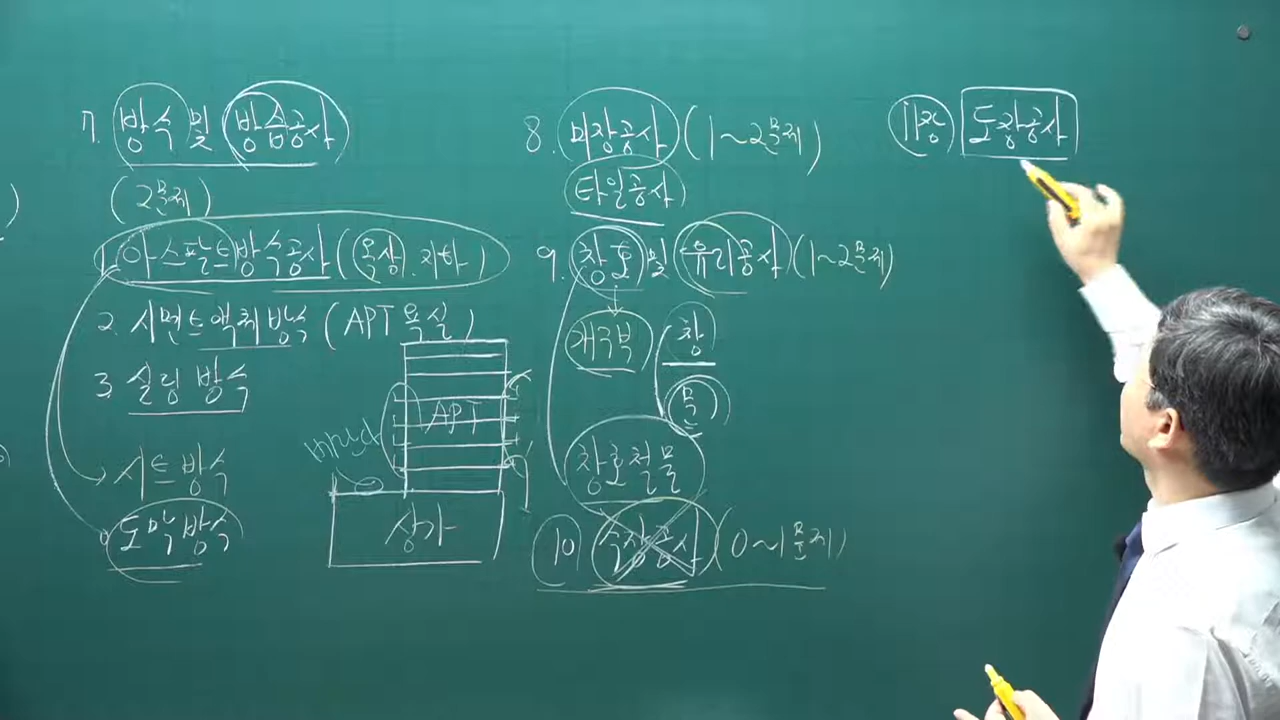 7. 방식 및 방습공사
(2문제)
1. 아스팔트방수공사 (옥상. 지하)
2. 시멘트액체방수 (APT 욕실)
3. 실링 방수
시트 방수
도막방수
APT
상가
8. 미장공사 (1~2문제)
타일공사
9. 창호 및 유리공사 (1~2문제)
개구부
창
문
창호철물
10 수장공사 (0~1문제)
11장 도장공사